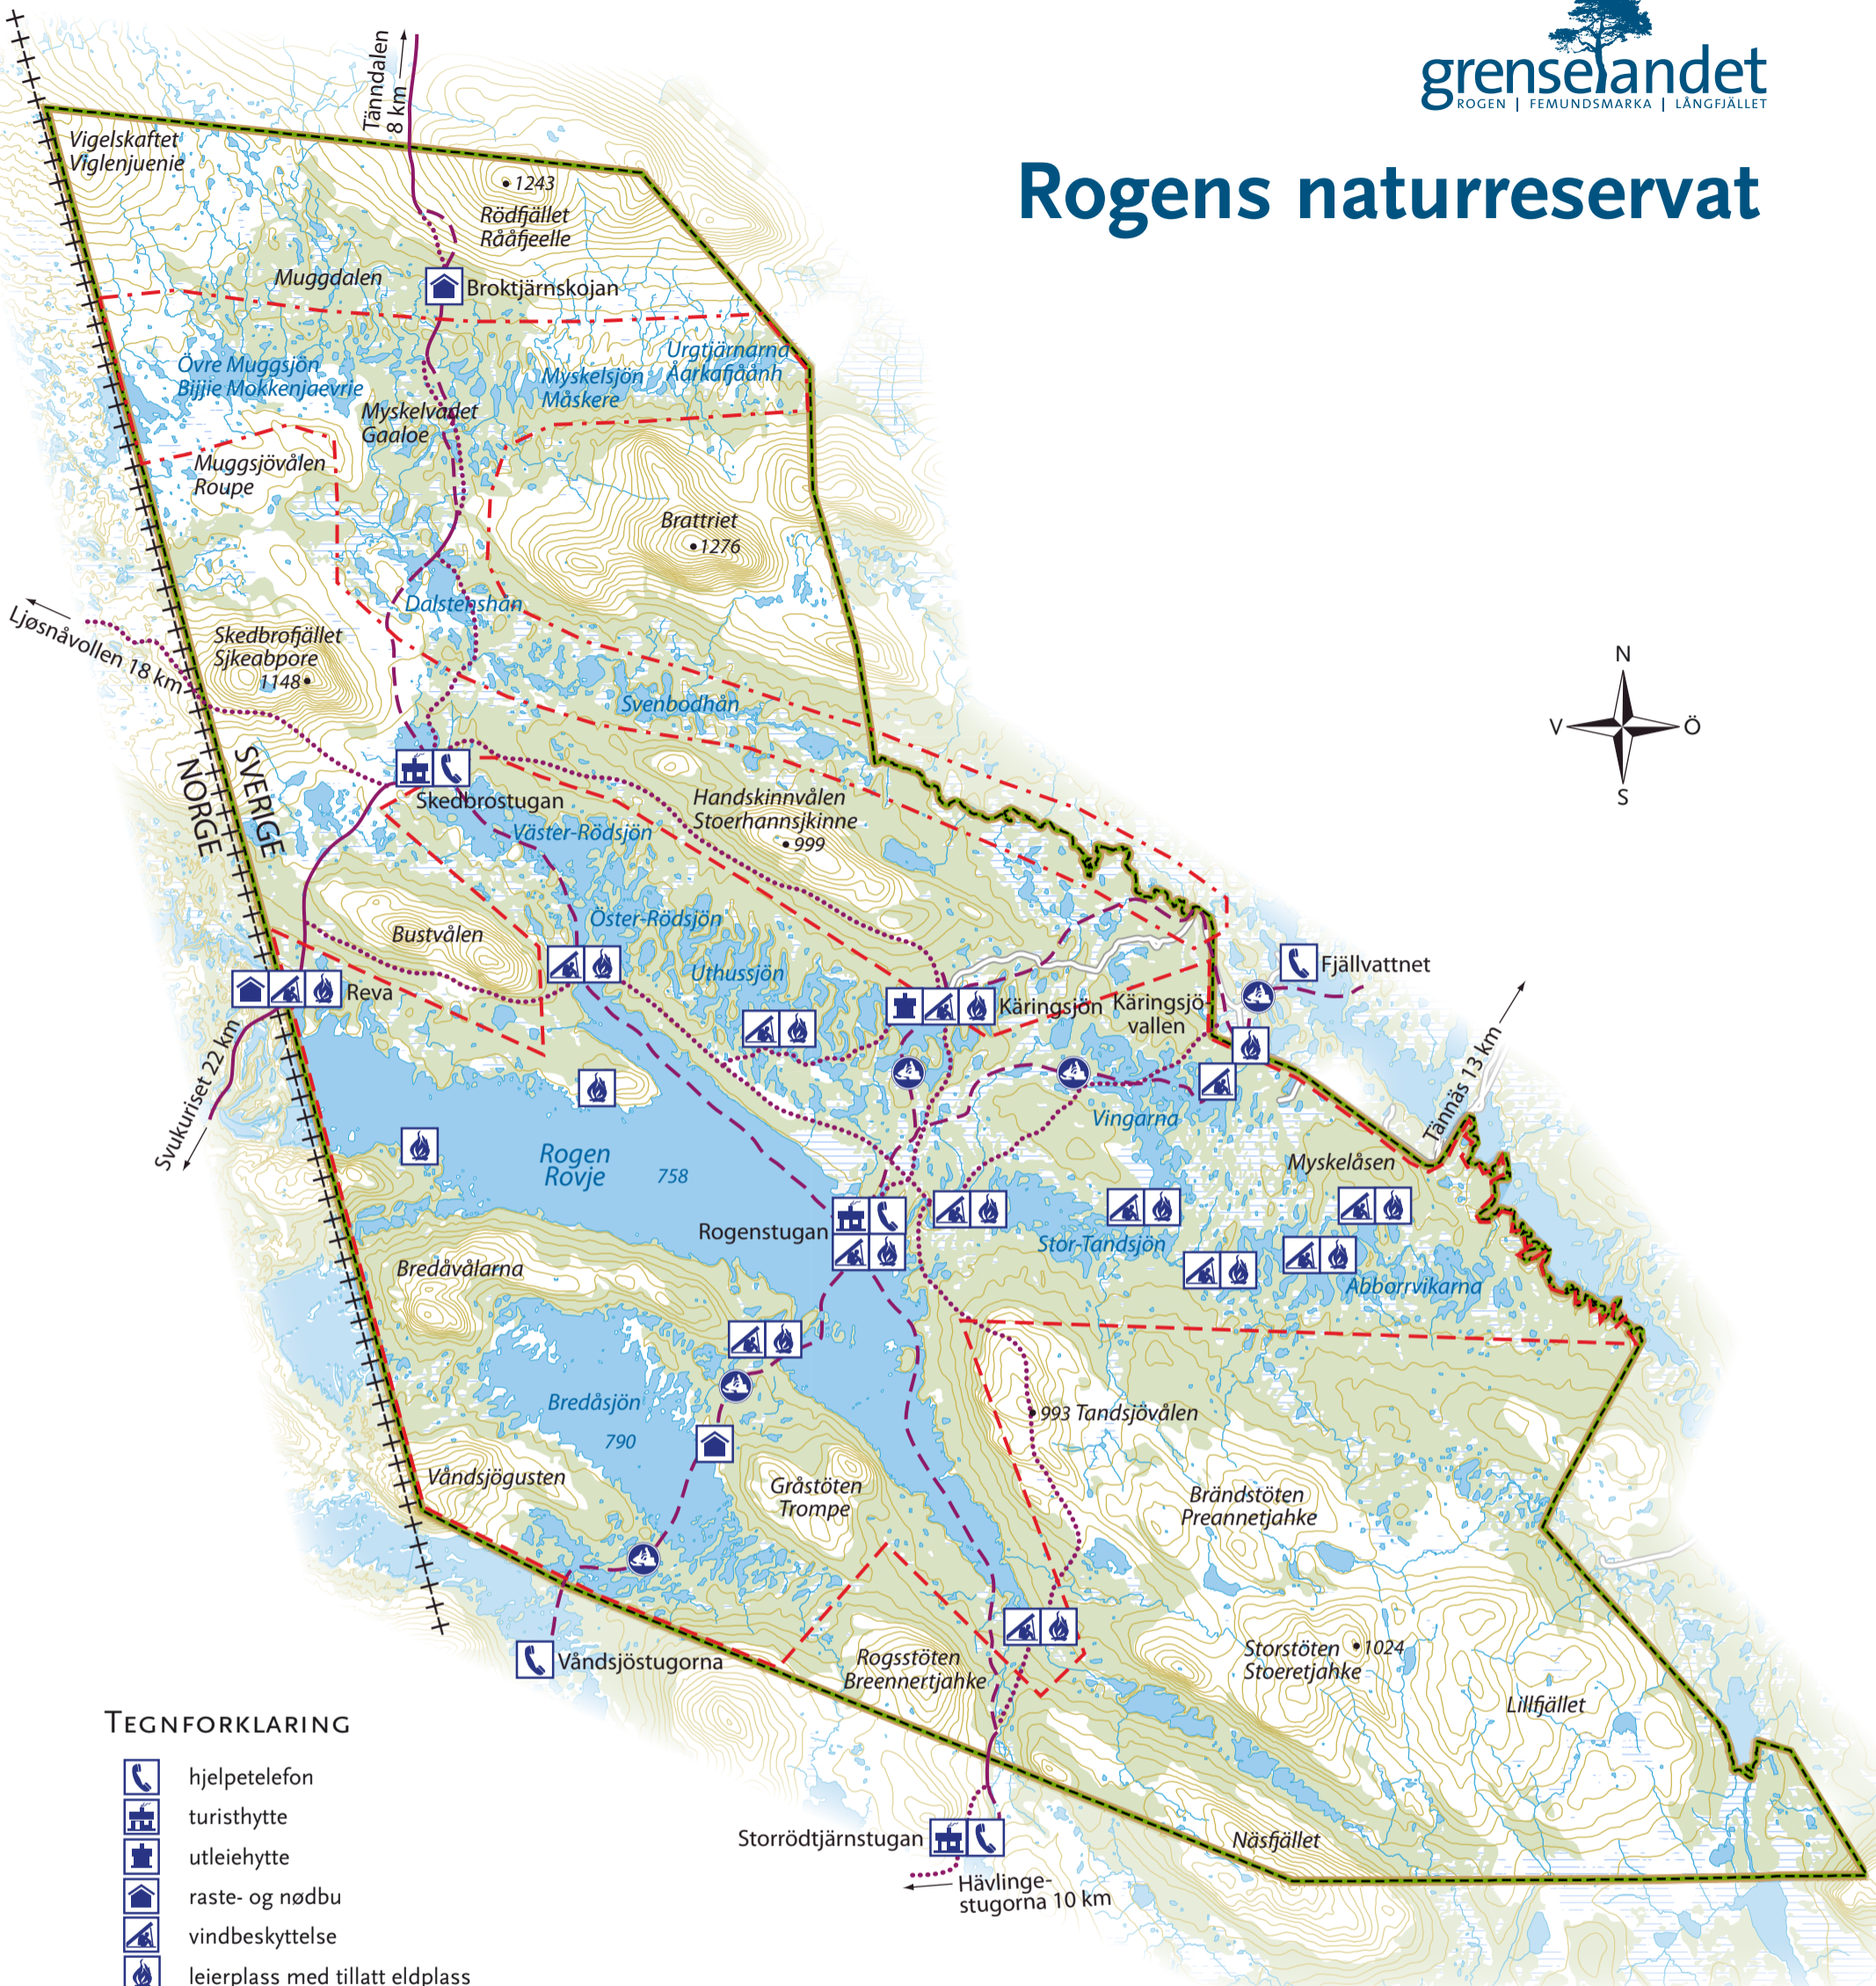 grenselandet
ROGEN | FEMUNDSMARKA | LÅNGFJÄLLET
Rogens naturreservat
Tänndalen
8 km
Vigelskaftet
Viglenjuenie
1243
Rödfjället
Rååfjeelle
Muggdalen
Broktjärnskojan
Övre Muggsjön
Bijjie Mokkenjaevrie
Urgtjärnarna
Åarkafjåånh
Myskelsjön
Måskere
Myskelvadet
Gaaloe
Muggsjövålen
Roupe
Brattriet
1276
Dalstenshån
Ljøsnåvollen 18 km
Skedbrofjället
Sjkeabpore
1148
Svenbodhån
N
V
Ö
S
SVERIGE
NORGE
Skedbrostugan
Handskinnvålen
Stoerhannsjkinne
999
Väster-Rödsjön
Öster-Rödsjön
Bustvålen
Uthussjön
Fjällvattnet
Reva
Käringsjön
Käringsjö-
vallen
Svukuriset 22 km
Tännäs 13 km
Vingarna
Rogen
Rovje
758
Myskelåsen
Rogenstugan
Stor-Tandsjön
Abborrvikarna
Bredåvålarna
Bredåsjön
790
993 Tandsjövålen
Våndsjögusten
Gråstöten
Trompe
Brändstöten
Preannetjahke
Våndsjöstugorna
Rogsstöten
Breennertjahke
Storstöten
Stoeretjahke
1024
Lillfjället
Storrödtjärnstugan
Näsfjället
Hävlinge-
stugorna 10 km
TEGNFORKLARING
hjelpetelefon
turisthytte
utleiehytte
raste- og nødbu
vindbeskyttelse
leierplass med tillatt eldplass